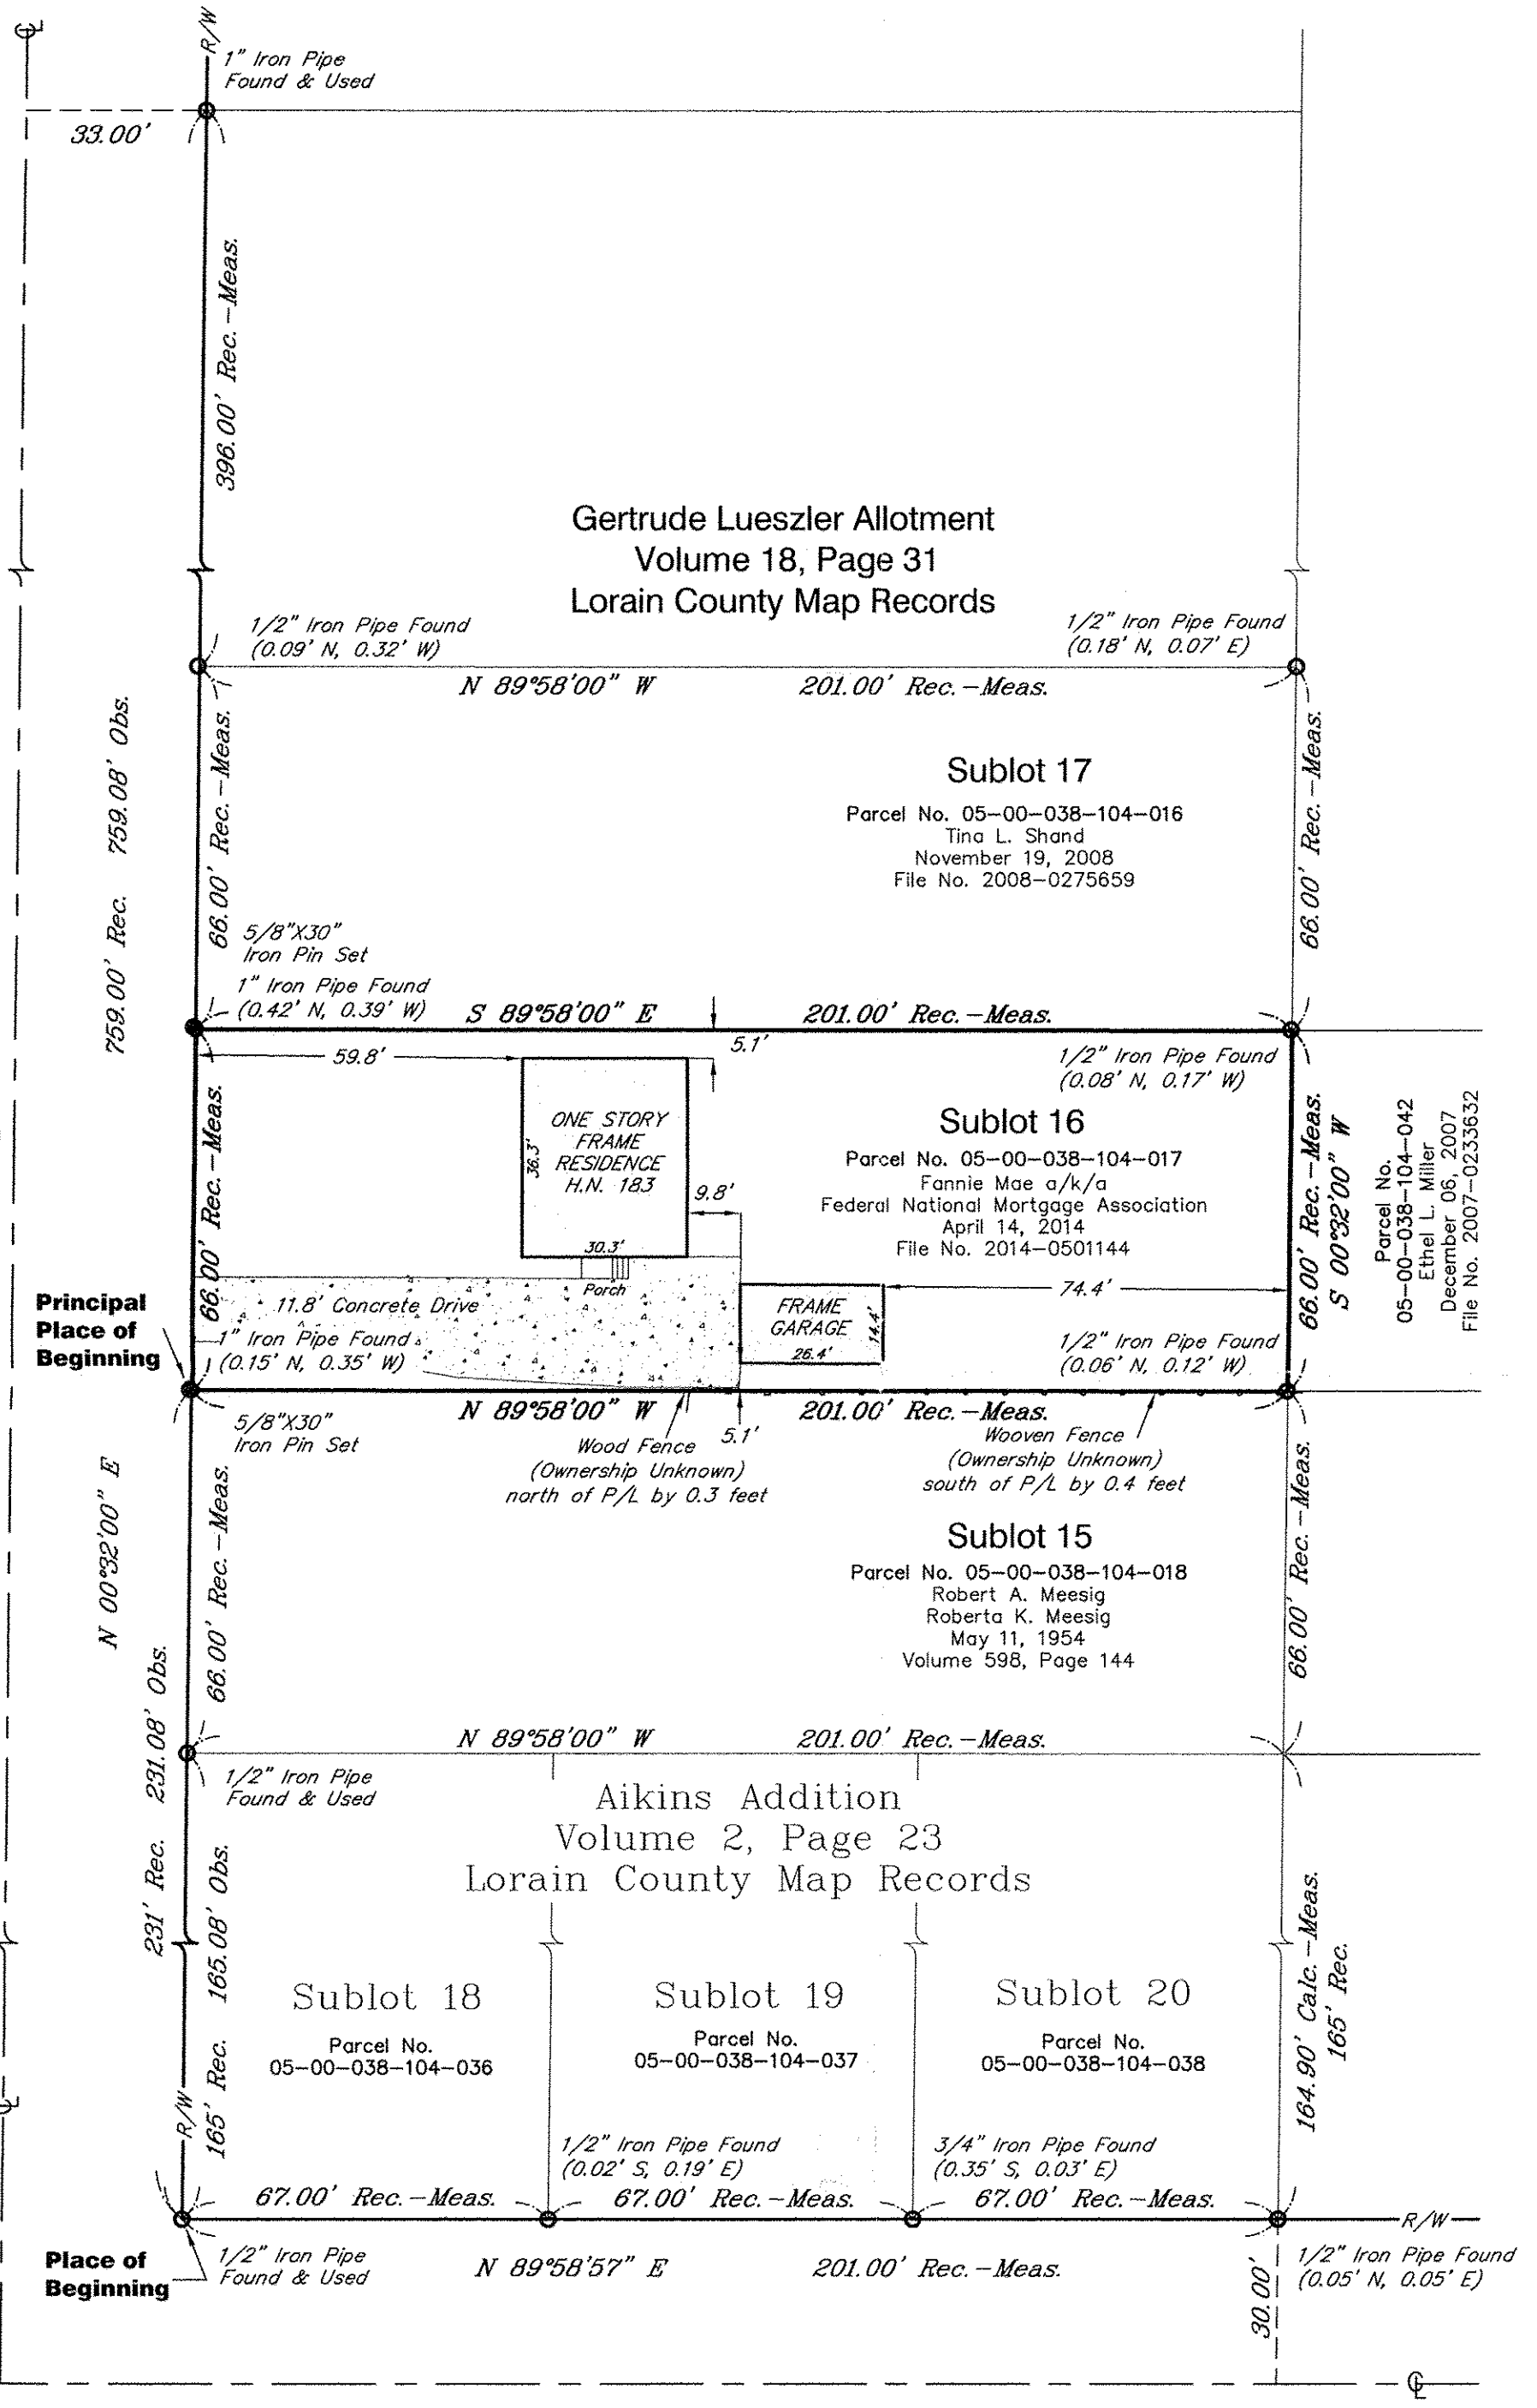 R/W
1" Iron Pipe
Found & Used
33.00'
396.00' Rec.-Meas.
Gertrude Lueszler Allotment
Volume 18, Page 31
Lorain County Map Records
1/2" Iron Pipe Found
(0.09' N, 0.32' W)
1/2" Iron Pipe Found
(0.18' N, 0.07' E)
N 89°58'00" W 201.00' Rec.-Meas.
759.00' Rec. 759.08' Obs.
66.00' Rec.-Meas.
66.00' Rec.-Meas.
Sublot 17
Parcel No. 05-00-038-104-016
Tina L. Shand
November 19, 2008
File No. 2008-0275659
5/8"X30"
Iron Pin Set
1" Iron Pipe Found
(0.42' N, 0.39' W)
S 89°58'00" E 201.00' Rec.-Meas.
59.8'
5.1'
1/2" Iron Pipe Found
(0.08' N, 0.17' W)
66.00' Rec.-Meas.
ONE STORY
FRAME
RESIDENCE
H.N. 183
36.3'
30.3'
9.8'
Porch
Sublot 16
Parcel No. 05-00-038-104-017
Fannie Mae a/k/a
Federal National Mortgage Association
April 14, 2014
File No. 2014-0501144
66.00' Rec.-Meas.
S 00°32'00" W
Parcel No.
05-00-038-104-042
Ethel L. Miller
December 06, 2007
File No. 2007-0233632
74.4'
Principal
Place of
Beginning
11.8' Concrete Drive
1" Iron Pipe Found
(0.15' N, 0.35' W)
FRAME
GARAGE
14.4'
26.4'
1/2" Iron Pipe Found
(0.06' N, 0.12' W)
N 89°58'00" W 201.00' Rec.-Meas.
5/8"X30"
Iron Pin Set
5.1'
Wood Fence
(Ownership Unknown)
north of P/L by 0.3 feet
Wooven Fence
(Ownership Unknown)
south of P/L by 0.4 feet
N 00°32'00" E
66.00' Rec.-Meas.
66.00' Rec.-Meas.
Sublot 15
Parcel No. 05-00-038-104-018
Robert A. Meesig
Roberta K. Meesig
May 11, 1954
Volume 598, Page 144
231' Rec. 231.08' Obs.
N 89°58'00" W 201.00' Rec.-Meas.
1/2" Iron Pipe
Found & Used
Aikins Addition
Volume 2, Page 23
Lorain County Map Records
165' Rec. 165.08' Obs.
164.90' Calc.-Meas.
165' Rec.
Sublot 18
Parcel No.
05-00-038-104-036
Sublot 19
Parcel No.
05-00-038-104-037
Sublot 20
Parcel No.
05-00-038-104-038
R/W
1/2" Iron Pipe Found
(0.02' S, 0.19' E)
3/4" Iron Pipe Found
(0.35' S, 0.03' E)
67.00' Rec.-Meas. 67.00' Rec.-Meas. 67.00' Rec.-Meas.
R/W
Place of
Beginning
1/2" Iron Pipe
Found & Used
N 89°58'57" E 201.00' Rec.-Meas.
30.00'
1/2" Iron Pipe Found
(0.05' N, 0.05' E)